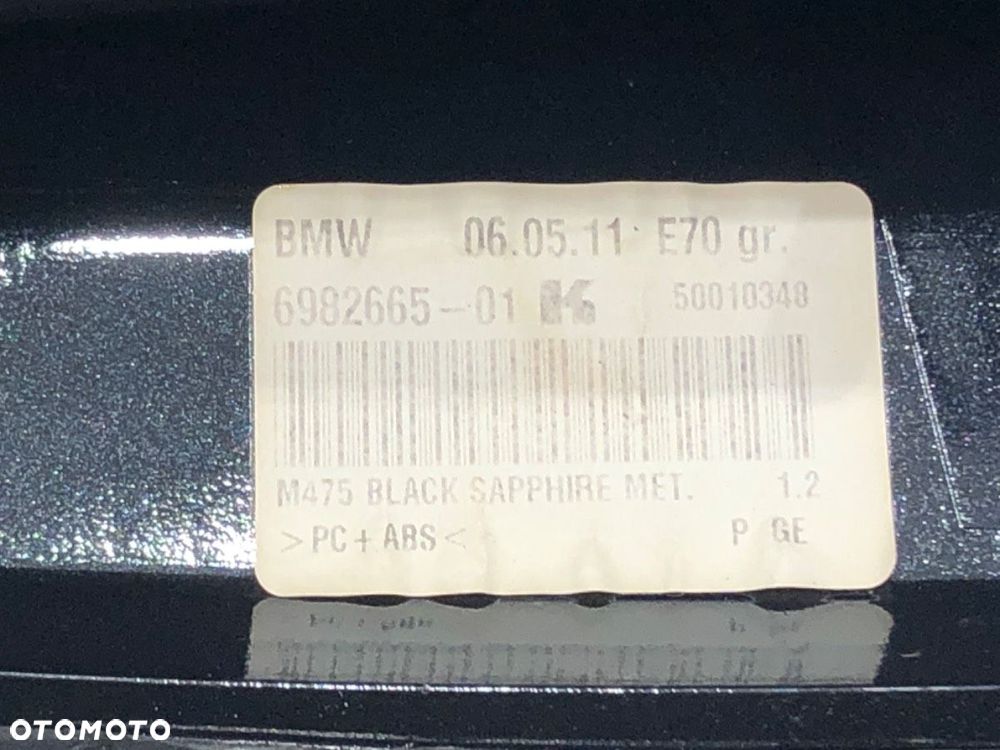 BMW 06.05.11 E70 gr.
6982665-01 K 50010348
M475 BLACK SAPPHIRE MET. 1.2
>PC+ABS< P GE
OTOMOTO